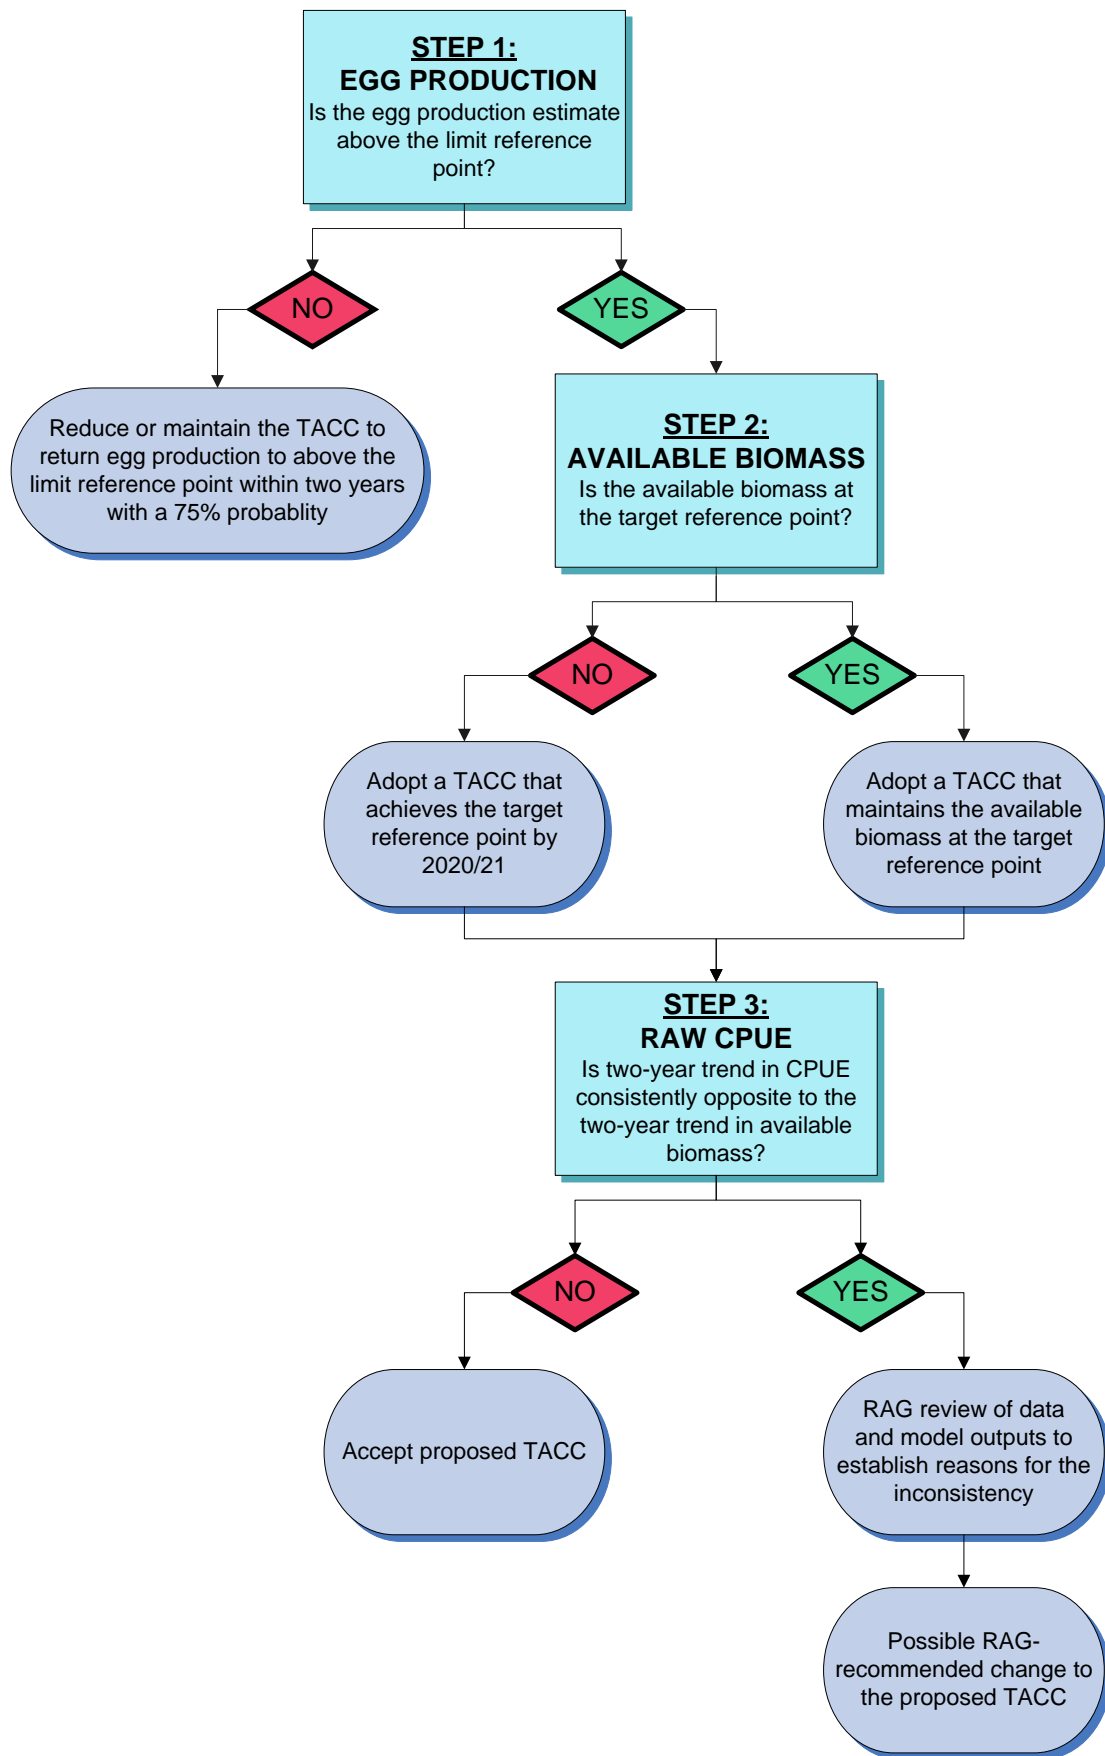 STEP 1:
EGG PRODUCTION
Is the egg production estimate
above the limit reference
point?
NO
YES
Reduce or maintain the TACC to
return egg production to above the
limit reference point within two years
with a 75% probablity
STEP 2:
AVAILABLE BIOMASS
Is the available biomass at
the target reference point?
NO
YES
Adopt a TACC that
achieves the target
reference point by
2020/21
Adopt a TACC that
maintains the available
biomass at the target
reference point
STEP 3:
RAW CPUE
Is two-year trend in CPUE
consistently opposite to the
two-year trend in available
biomass?
NO
YES
Accept proposed TACC
RAG review of data
and model outputs to
establish reasons for the
inconsistency
Possible RAG-
recommended change to
the proposed TACC